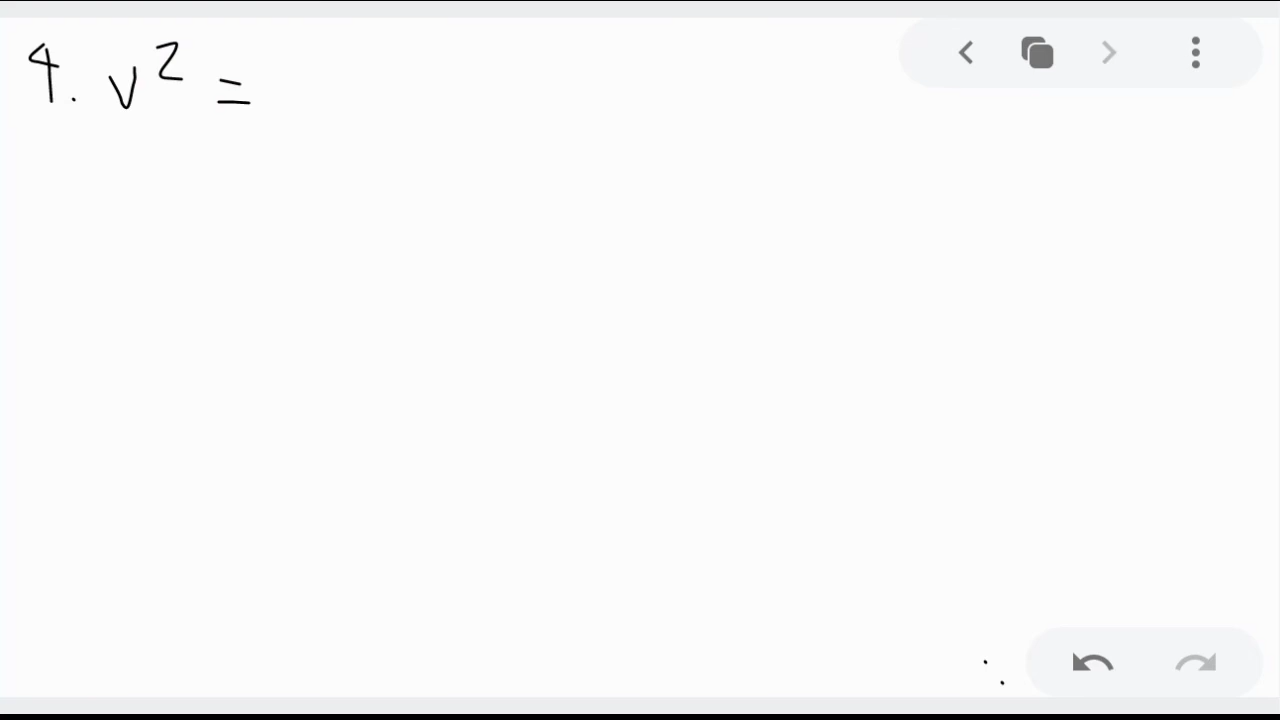 4. v² =